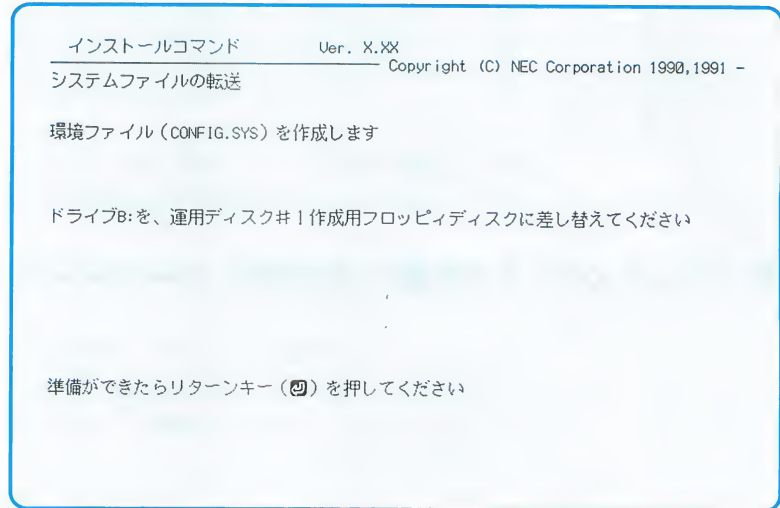 インストールコマンド Ver. X.XX
Copyright (C) NEC Corporation 1990,1991 -
システムファイルの転送
環境ファイル（CONFIG.SYS）を作成します
ドライブB:を、運用ディスク＃1作成用フロッピィディスクに差し替えてください
準備ができたらリターンキー（）を押してください